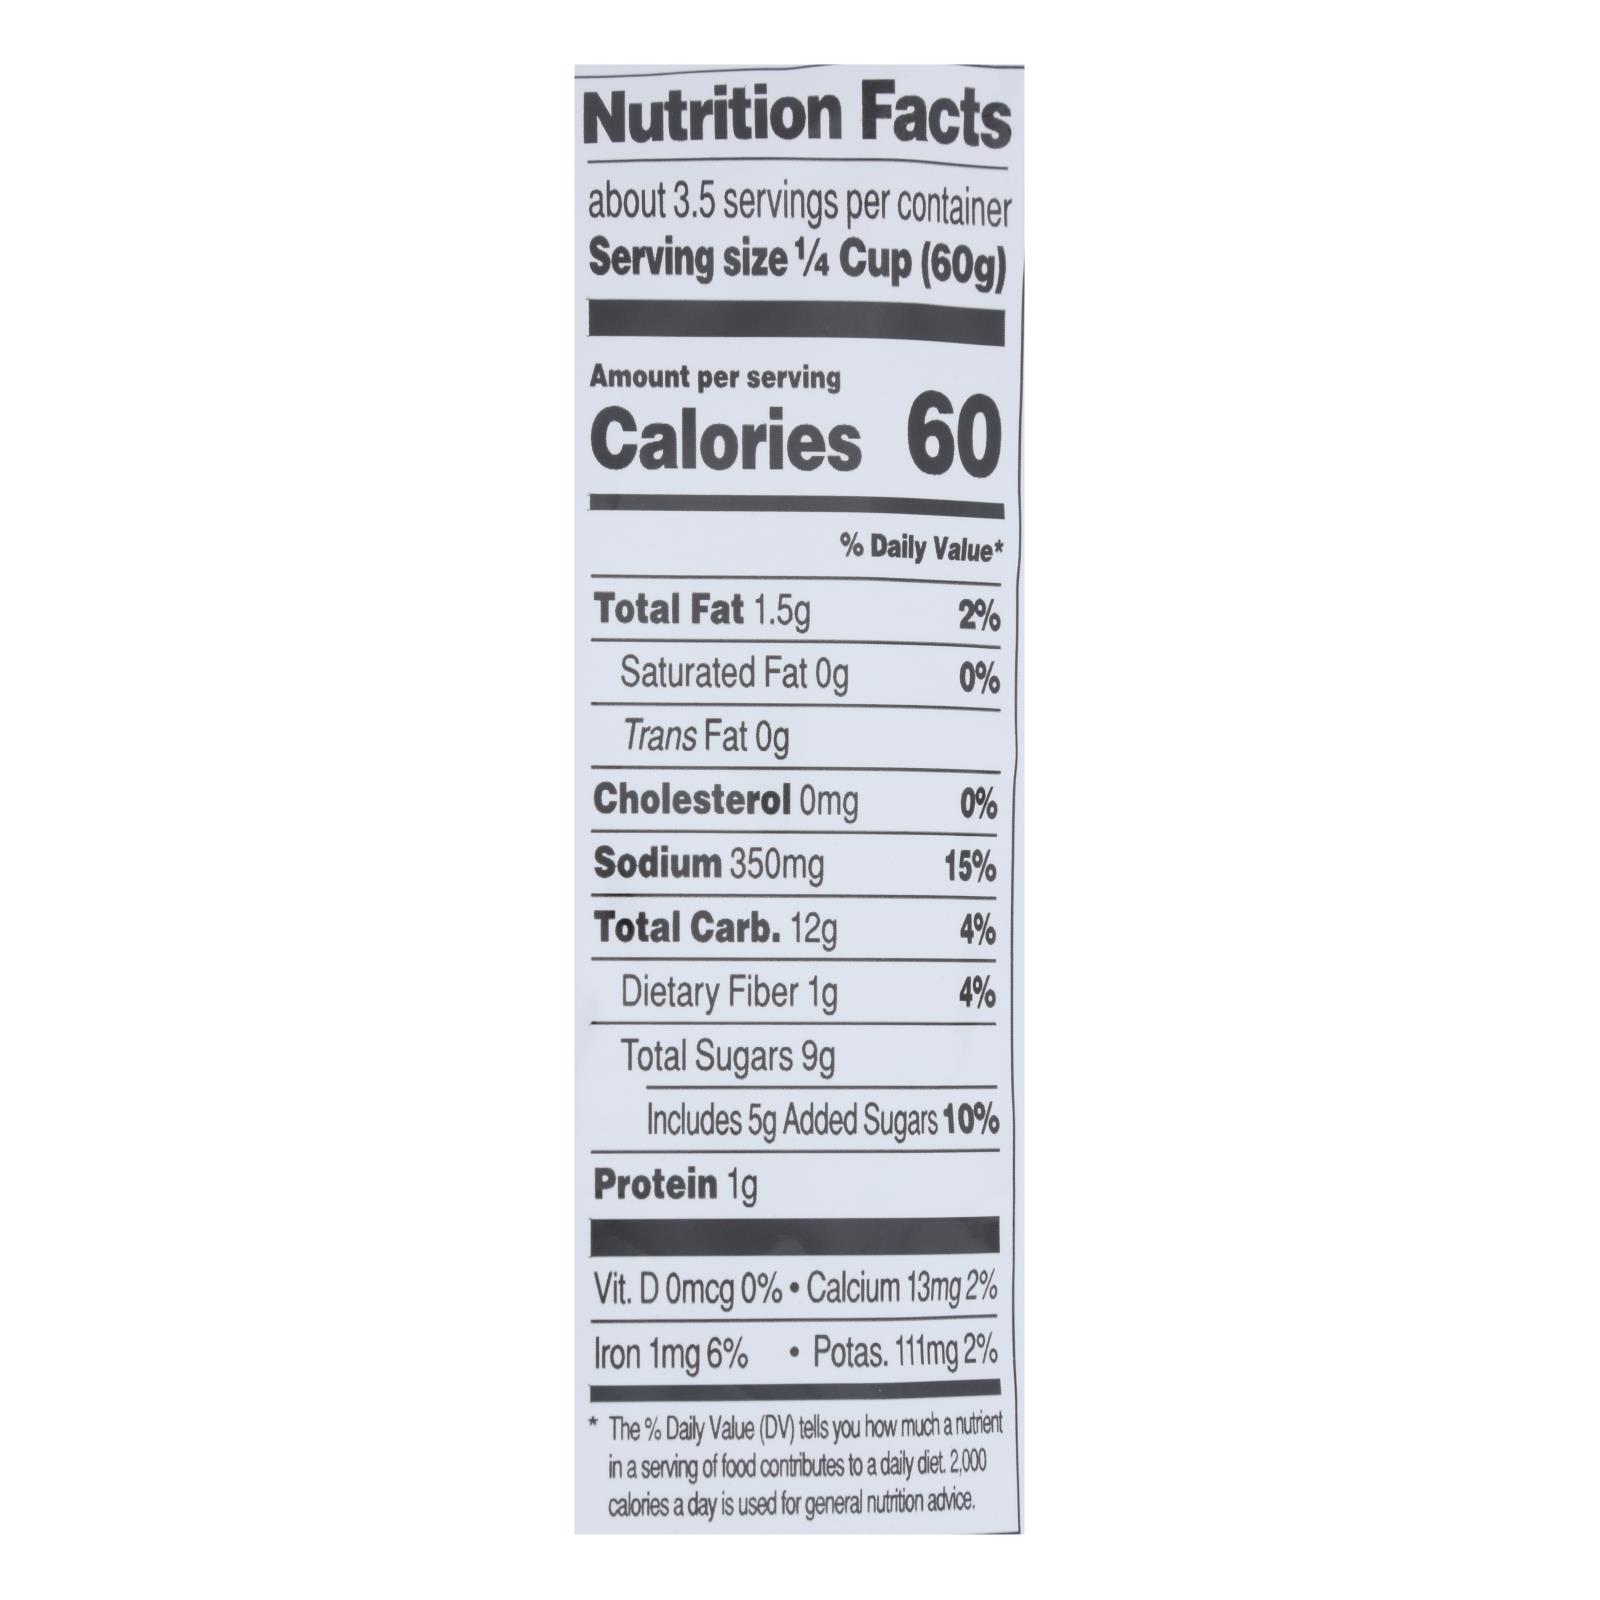 Nutrition Facts
about 3.5 servings per container
Serving size ¼ Cup (60g)
Amount per serving
Calories 60
% Daily Value*
Total Fat 1.5g 2%
Saturated Fat 0g 0%
Trans Fat 0g
Cholesterol 0mg 0%
Sodium 350mg 15%
Total Carb. 12g 4%
Dietary Fiber 1g 4%
Total Sugars 9g
Includes 5g Added Sugars 10%
Protein 1g
Vit. D 0mcg 0% • Calcium 13mg 2%
Iron 1mg 6% • Potas. 111mg 2%
* The % Daily Value (DV) tells you how much a nutrient
in a serving of food contributes to a daily diet. 2,000
calories a day is used for general nutrition advice.